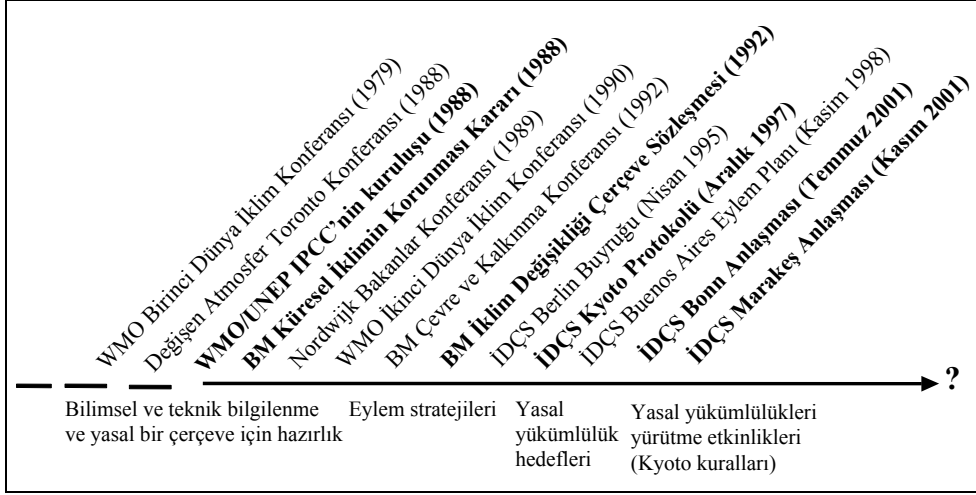 WMO Birinci Dünya İklim Konferansı (1979)
Değişen Atmosfer Toronto Konferansı (1988)
WMO/UNEP IPCC’nin kuruluşu (1988)
BM Küresel İklimin Korunması Kararı (1988)
Nordwijk Bakanlar Konferansı (1989)
WMO İkinci Dünya İklim Konferansı (1990)
BM Çevre ve Kalkınma Konferansı (1992)
BM İklim Değişikliği Çerçeve Sözleşmesi (1992)
İDÇS Berlin Buyruğu (Nisan 1995)
İDÇS Kyoto Protokolü (Aralık 1997)
İDÇS Buenos Aires Eylem Planı (Kasim 1998)
İDÇS Bonn Anlaşması (Temmuz 2001)
İDÇS Marakeş Anlaşması (Kasım 2001)
?
Bilimsel ve teknik bilgilenme
ve yasal bir çerçeve için hazırlık
Eylem stratejileri
Yasal
yükümlülük
hedefleri
Yasal yükümlülükleri
yürütme etkinlikleri
(Kyoto kuralları)